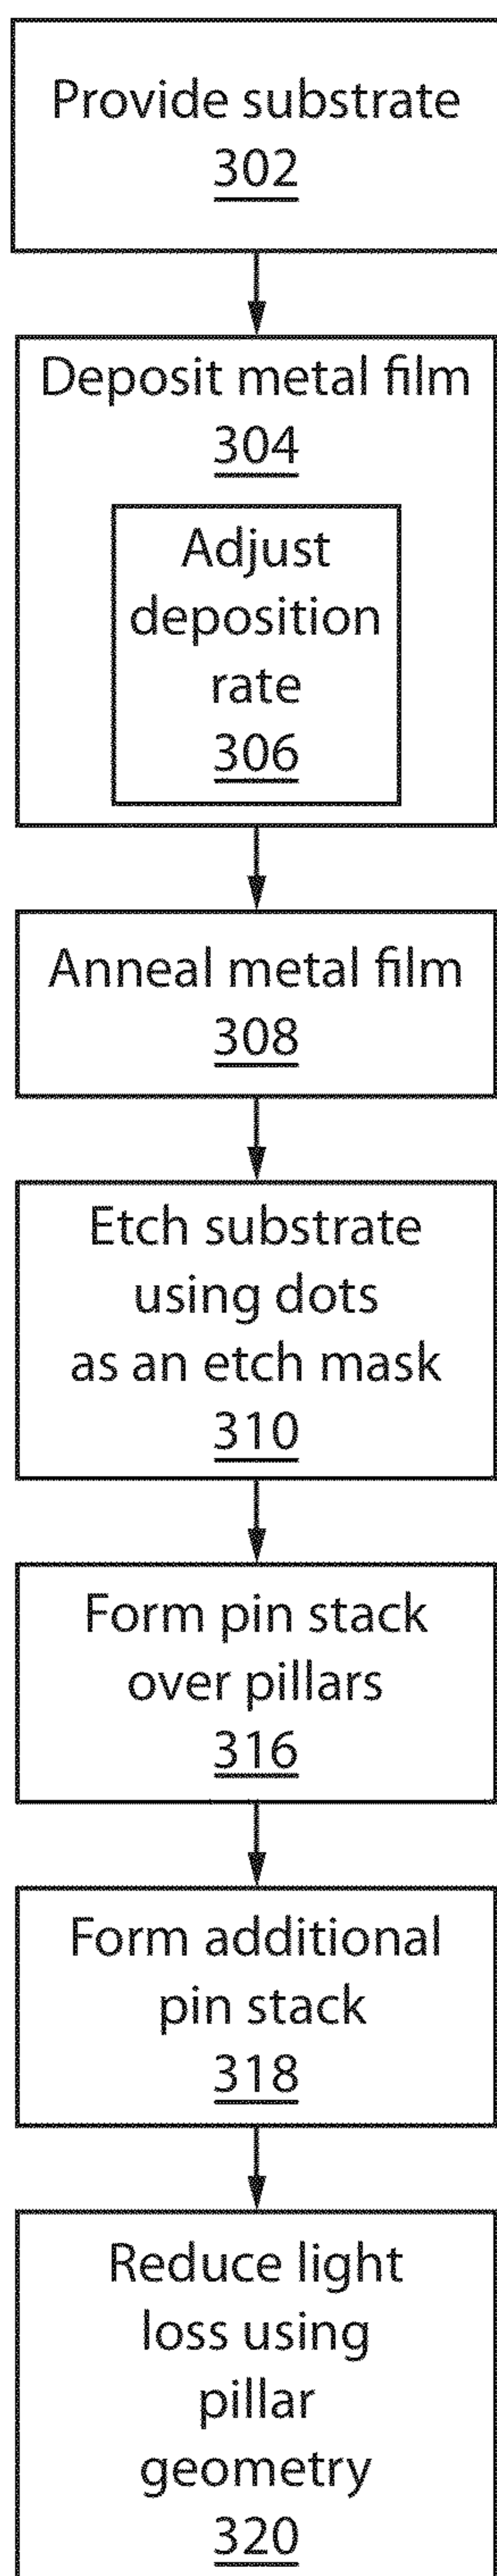 Provide substrate
302
Deposit metal film
304
Adjust
deposition
rate
306
Anneal metal film
308
Etch substrate
using dots
as an etch mask
310
Form pin stack
over pillars
316
Form additional
pin stack
318
Reduce light
loss using
pillar
geometry
320